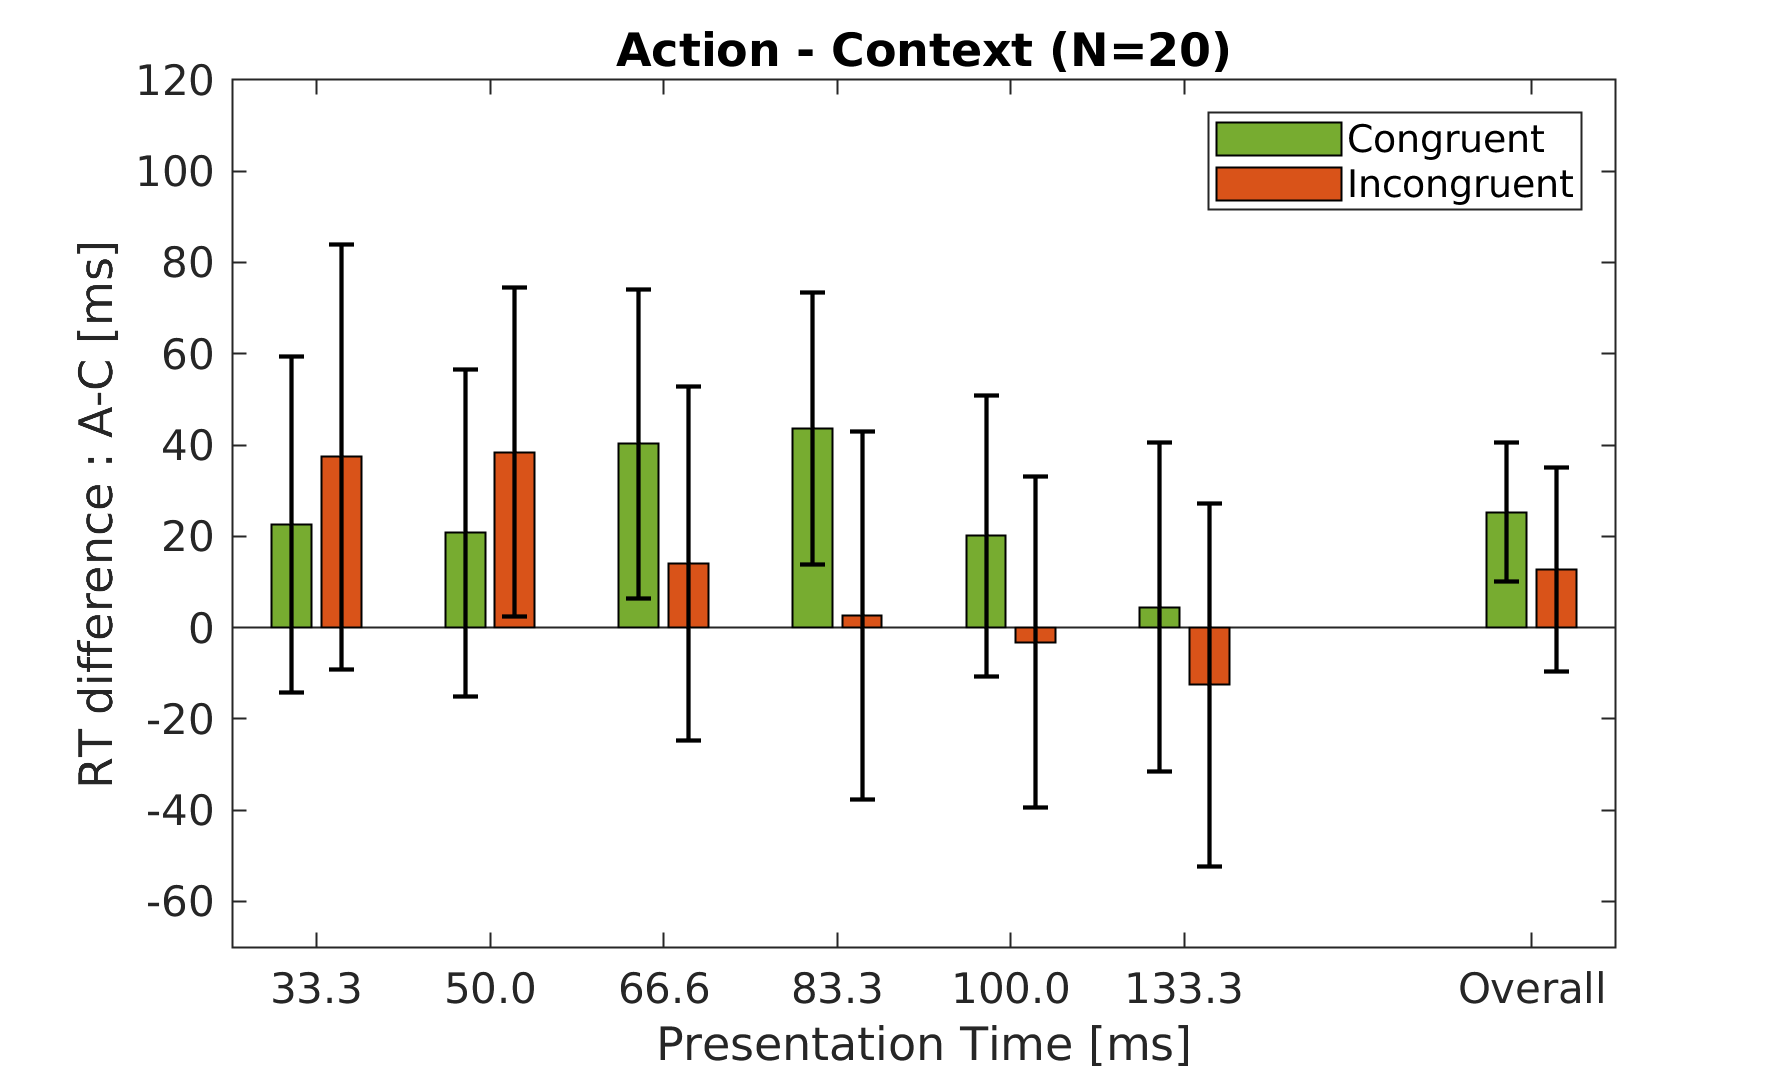 Action - Context (N=20)
120
100
80
60
40
20
0
-20
-40
-60
RT difference : A-C [ms]
Congruent
Incongruent
33.3 50.0 66.6 83.3 100.0 133.3 Overall
Presentation Time [ms]